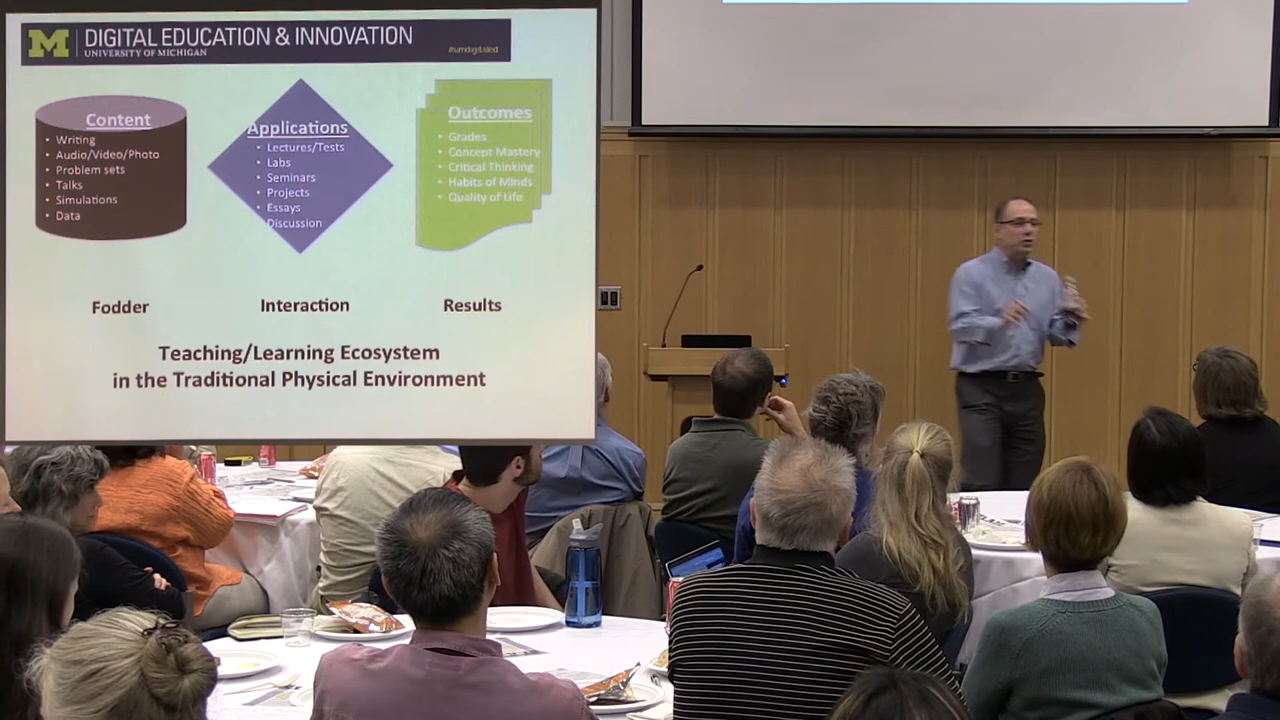 M
DIGITAL EDUCATION & INNOVATION
UNIVERSITY OF MICHIGAN
#umdigitaled
Content
• Writing
• Audio/Video/Photo
• Problem sets
• Talks
• Simulations
• Data
Applications
• Lectures/Tests
• Labs
• Seminars
• Projects
• Essays
Discussion
Outcomes
• Grades
• Concept Mastery
• Critical Thinking
• Habits of Minds
• Quality of Life
Fodder
Interaction
Results
Teaching/Learning Ecosystem
in the Traditional Physical Environment